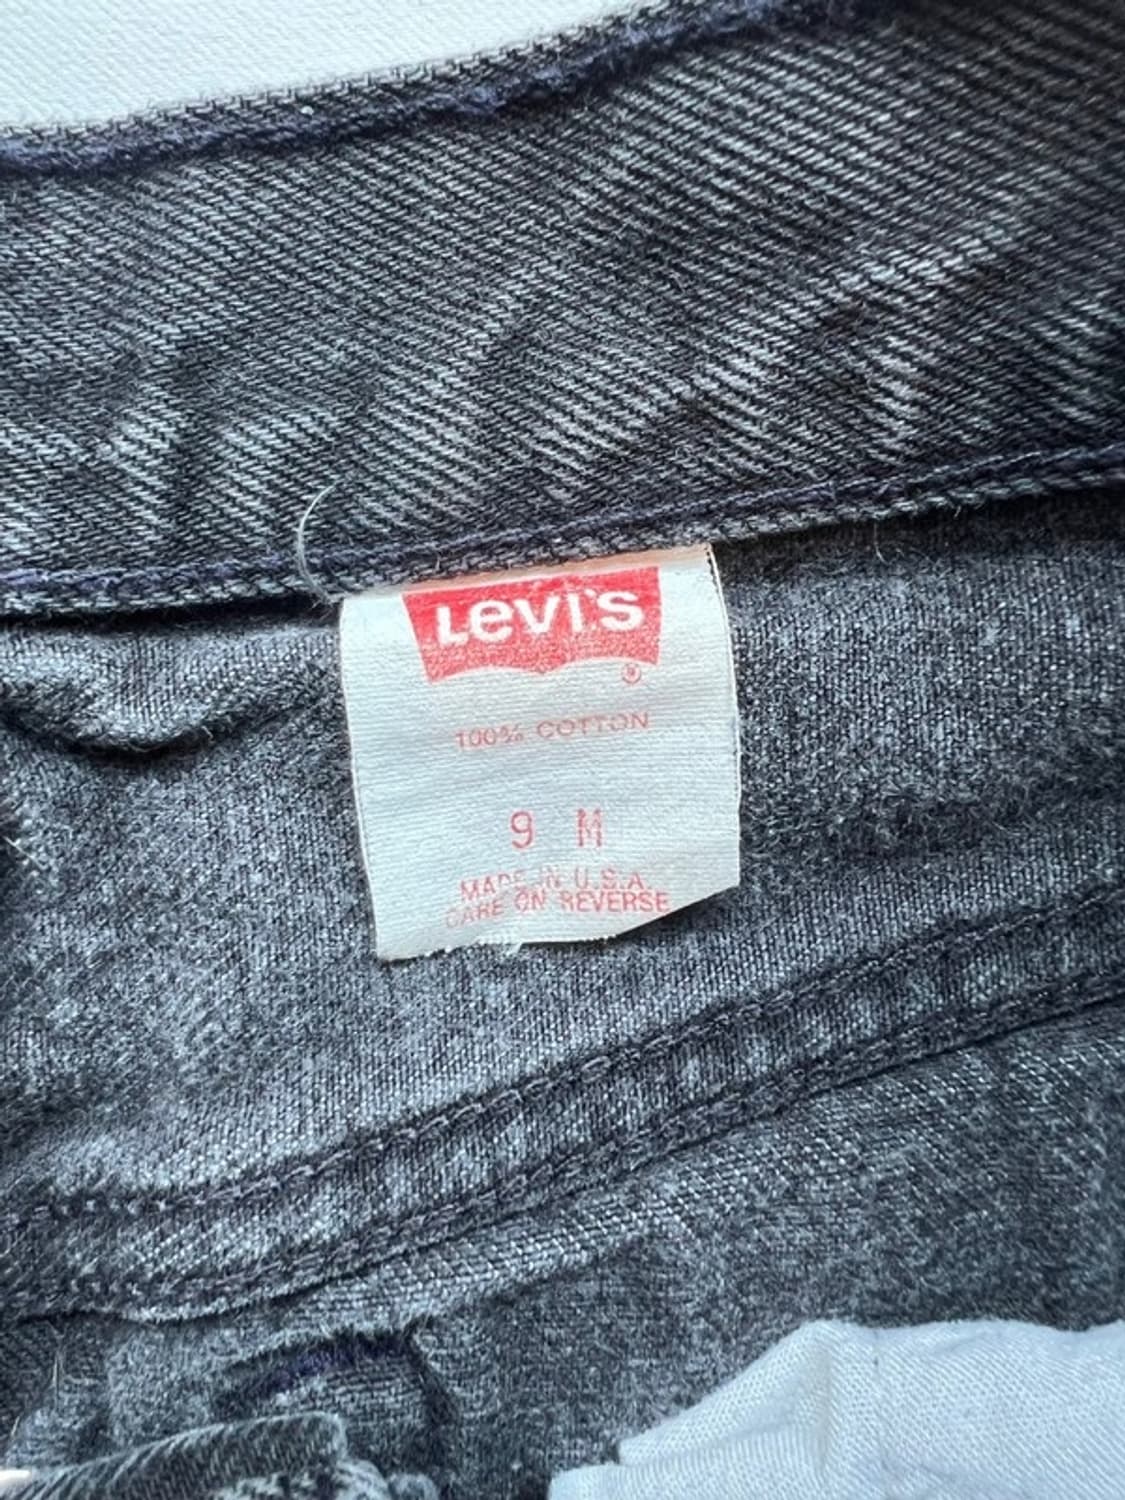 Levi's ®
100% COTTON
9 M
MADE IN U.S.A.
CARE ON REVERSE